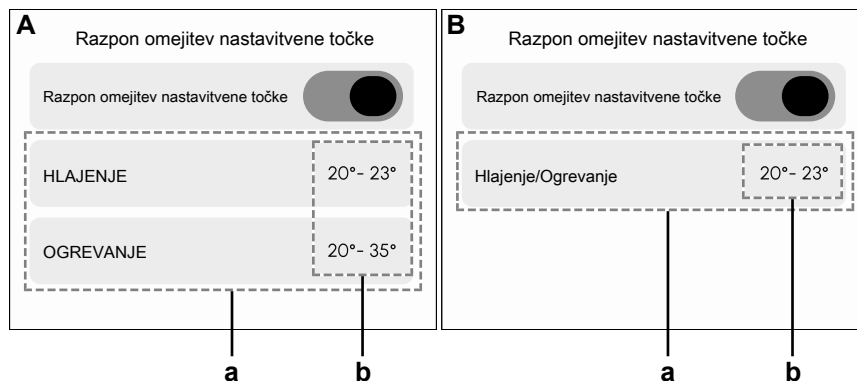 A
Razpon omejitev nastavitvene točke
Razpon omejitev nastavitvene točke
HLAJENJE
20°- 23°
OGREVANJE
20°- 35°
a
b
B
Razpon omejitev nastavitvene točke
Razpon omejitev nastavitvene točke
Hlajenje/Ogrevanje
20°- 23°
a
b